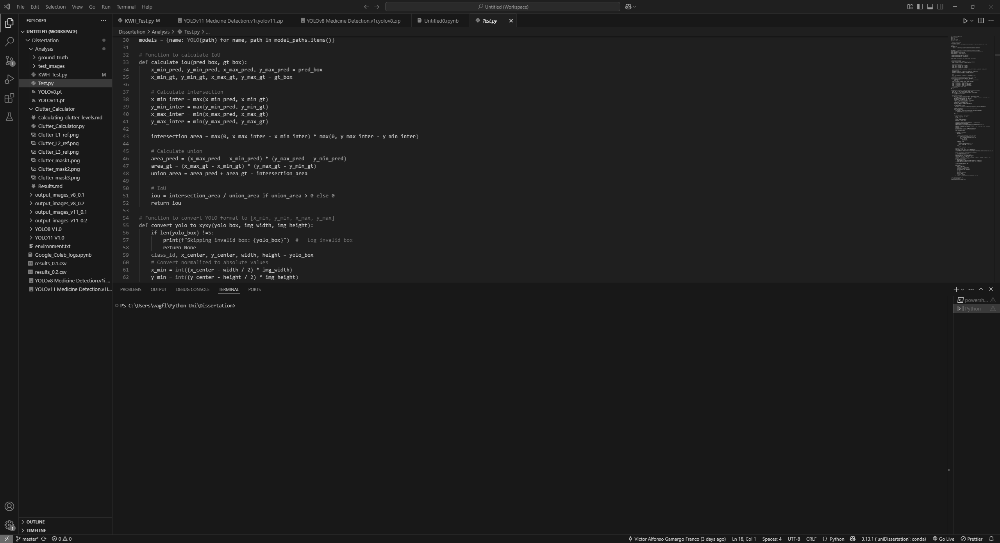 File Edit Selection View Go Run Terminal Help
Untitled (Workspace)
EXPLORER
UNTITLED (WORKSPACE)
Dissertation
Analysis
ground_truth
test_images
KWH_Test.py M
Test.py
YOLOv8.pt
YOLOv11.pt
Clutter_Calculator
Calculating_clutter_levels.md
Clutter_Calculator.py
Clutter_L1_ref.png
Clutter_L2_ref.png
Clutter_L3_ref.png
Clutter_mask1.png
Clutter_mask2.png
Clutter_mask3.png
Results.md
output_images_v8_0.1
output_images_v8_0.2
output_images_v11_0.1
output_images_v11_0.2
YOLO8 V1.0
YOLO11 V1.0
environment.txt
Google_Colab_logs.ipynb
results_0.1.csv
results_0.2.csv
YOLOv8 Medicine Detection.v1i....
YOLOv11 Medicine Detection.v1i...
OUTLINE
TIMELINE
1
1
KWH_Test.py M YOLOv11 Medicine Detection.v1i.yolov11.zip YOLOv8 Medicine Detection.v1i.yolov8.zip Untitled0.ipynb Test.py
Dissertation > Analysis > Test.py > ...
30 models = {name: YOLO(path) for name, path in model_paths.items()}
31
32 # Function to calculate IoU
33 def calculate_iou(pred_box, gt_box):
34 x_min_pred, y_min_pred, x_max_pred, y_max_pred = pred_box
35 x_min_gt, y_min_gt, x_max_gt, y_max_gt = gt_box
36
37 # Calculate intersection
38 x_min_inter = max(x_min_pred, x_min_gt)
39 y_min_inter = max(y_min_pred, y_min_gt)
40 x_max_inter = min(x_max_pred, x_max_gt)
41 y_max_inter = min(y_max_pred, y_max_gt)
42
43 intersection_area = max(0, x_max_inter - x_min_inter) * max(0, y_max_inter - y_min_inter)
44
45 # Calculate union
46 area_pred = (x_max_pred - x_min_pred) * (y_max_pred - y_min_pred)
47 area_gt = (x_max_gt - x_min_gt) * (y_max_gt - y_min_gt)
48 union_area = area_pred + area_gt - intersection_area
49
50 # IoU
51 iou = intersection_area / union_area if union_area > 0 else 0
52 return iou
53
54 # Function to convert YOLO format to [x_min, y_min, x_max, y_max]
55 def convert_yolo_to_xyxy(yolo_box, img_width, img_height):
56 if len(yolo_box) !=5:
57 print(f"Skipping invalid box: {yolo_box}") # Log invalid box
58 return None
59 class_id, x_center, y_center, width, height = yolo_box
60 # Convert normalized to absolute values
61 x_min = int((x_center - width / 2) * img_width)
62 y_min = int((y_center - height / 2) * img_height)
PROBLEMS OUTPUT DEBUG CONSOLE TERMINAL PORTS
PS C:\Users\vagfl\Python Uni\Dissertation>
powersh...
Python
master* 0 0 Victor Alfonso Gamargo Franco (3 days ago) Ln 18, Col 1 Spaces: 4 UTF-8 CRLF {} Python 3.13.1 ('uniDissertation': conda) Go Live Prettier